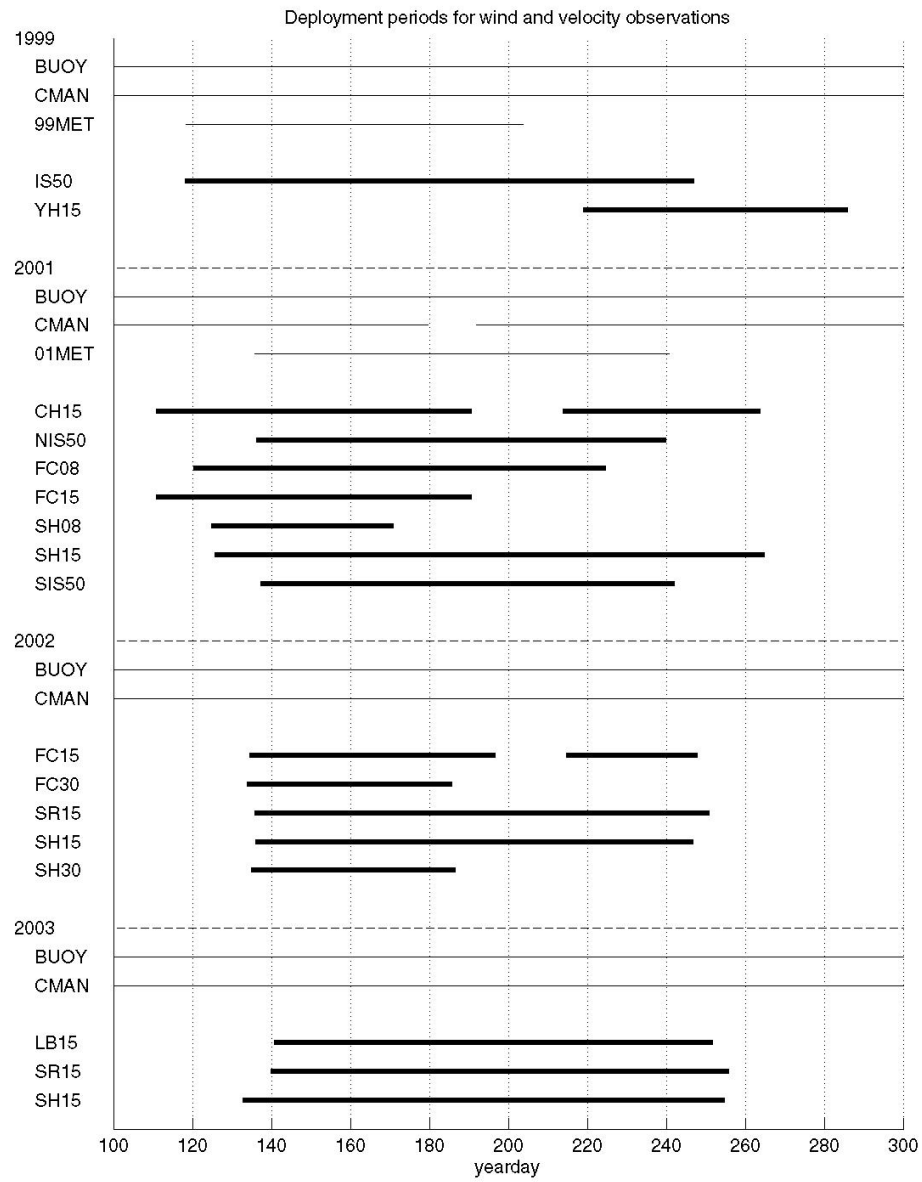 Deployment periods for wind and velocity observations
1999
BUOY
CMAN
99MET
IS50
YH15
2001
BUOY
CMAN
01MET
CH15
NIS50
FC08
FC15
SH08
SH15
SIS50
2002
BUOY
CMAN
FC15
FC30
SR15
SH15
SH30
2003
BUOY
CMAN
LB15
SR15
SH15
100 120 140 160 180 200 220 240 260 280 300
yearday